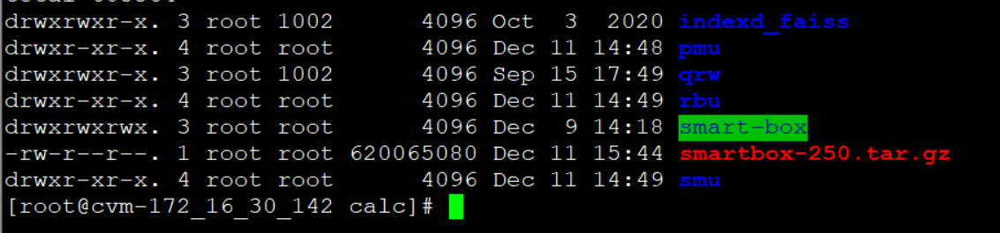 drwxrwxr-x. 3 root 1002      4096 Oct  3  2020 indexd_faiss
drwxr-xr-x. 4 root root      4096 Dec 11 14:48 pmu
drwxrwxr-x. 3 root 1002      4096 Sep 15 17:49 qrw
drwxr-xr-x. 4 root root      4096 Dec 11 14:49 rbu
drwxrwxrwx. 3 root root      4096 Dec  9 14:18 smart-box
-rw-r--r--. 1 root root 620065080 Dec 11 15:44 smartbox-250.tar.gz
drwxr-xr-x. 4 root root      4096 Dec 11 14:49 smu
[root@cvm-172_16_30_142 calc]#